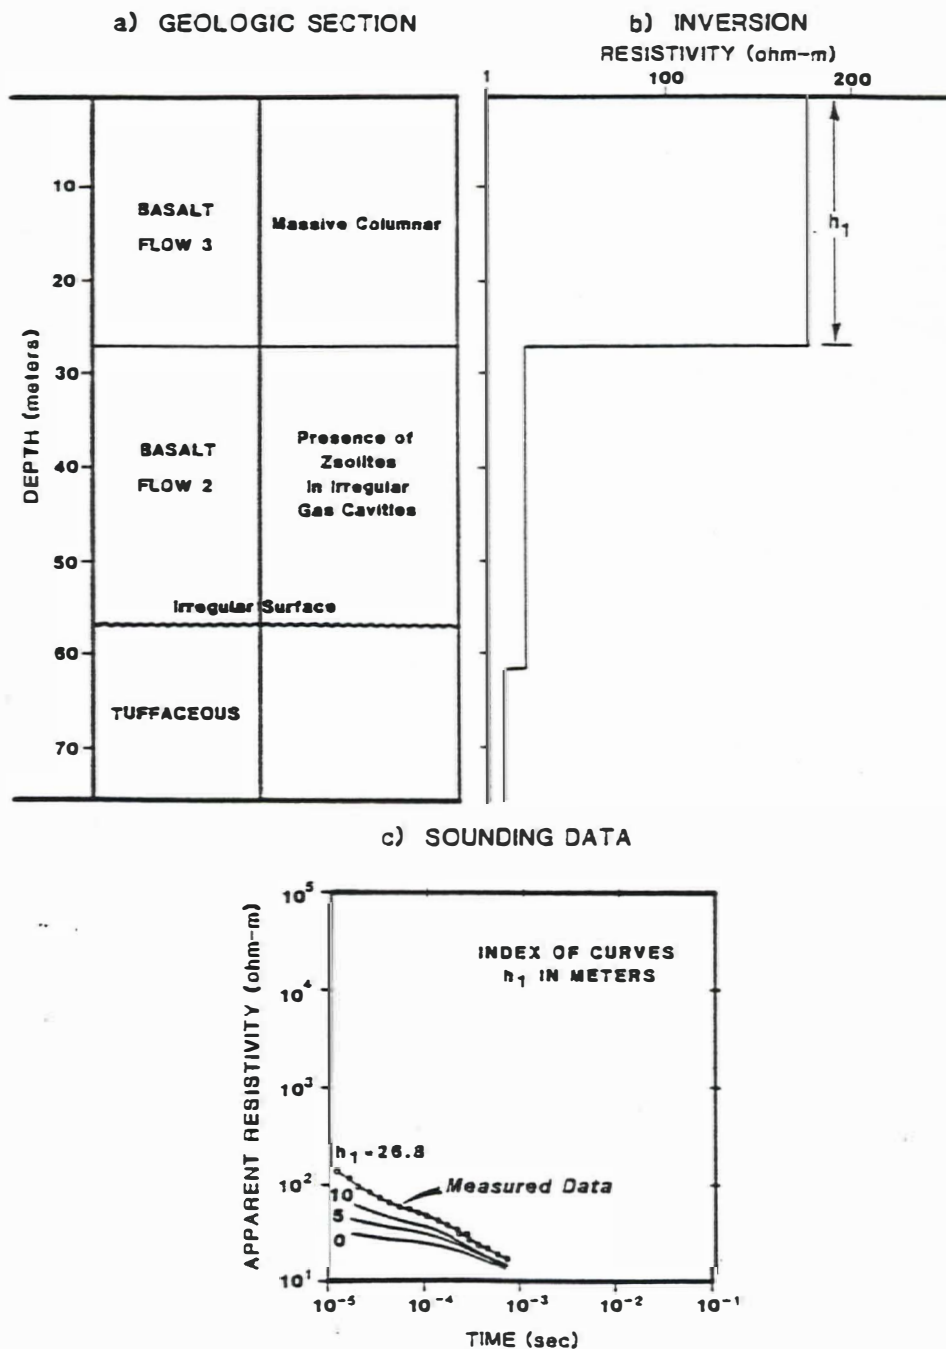 a) GEOLOGIC SECTION
b) INVERSION
RESISTIVITY (ohm-m)
1
100
200
DEPTH (meters)
10
20
30
40
50
60
70
BASALT
FLOW 3
Massive Columnar
BASALT
FLOW 2
Presence of
Zeolites
in Irregular
Gas Cavities
Irregular Surface
TUFFACEOUS
h1
c) SOUNDING DATA
APPARENT RESISTIVITY (ohm-m)
10^5
10^4
10^3
10^2
10^1
INDEX OF CURVES
h1 IN METERS
h1-26.8
10
5
0
Measured Data
10^-5
10^-4
10^-3
10^-2
10^-1
TIME (sec)